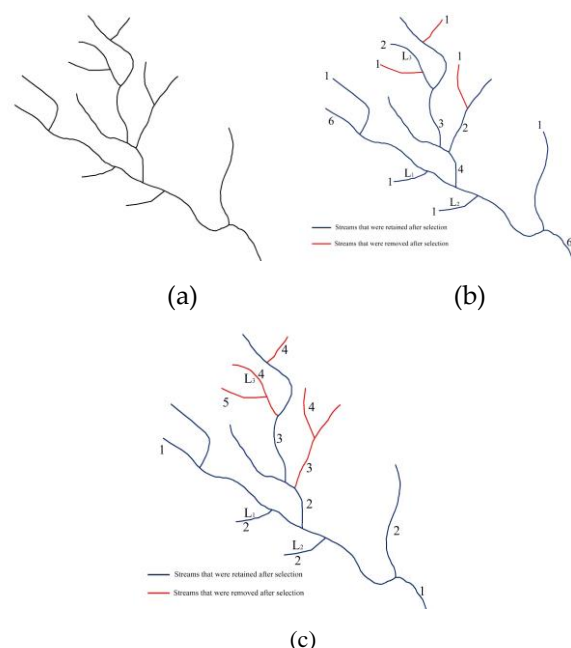 1
2
L₃
1
1
1
6
3
2
1
4
L₁
1
L₂
1
Streams that were retained after selection
Streams that were removed after selection
6
(a)
(b)
4
4
L₃
5
4
3
3
1
2
L₁
2
L₂
2
2
Streams that were retained after selection
Streams that were removed after selection
1
(c)